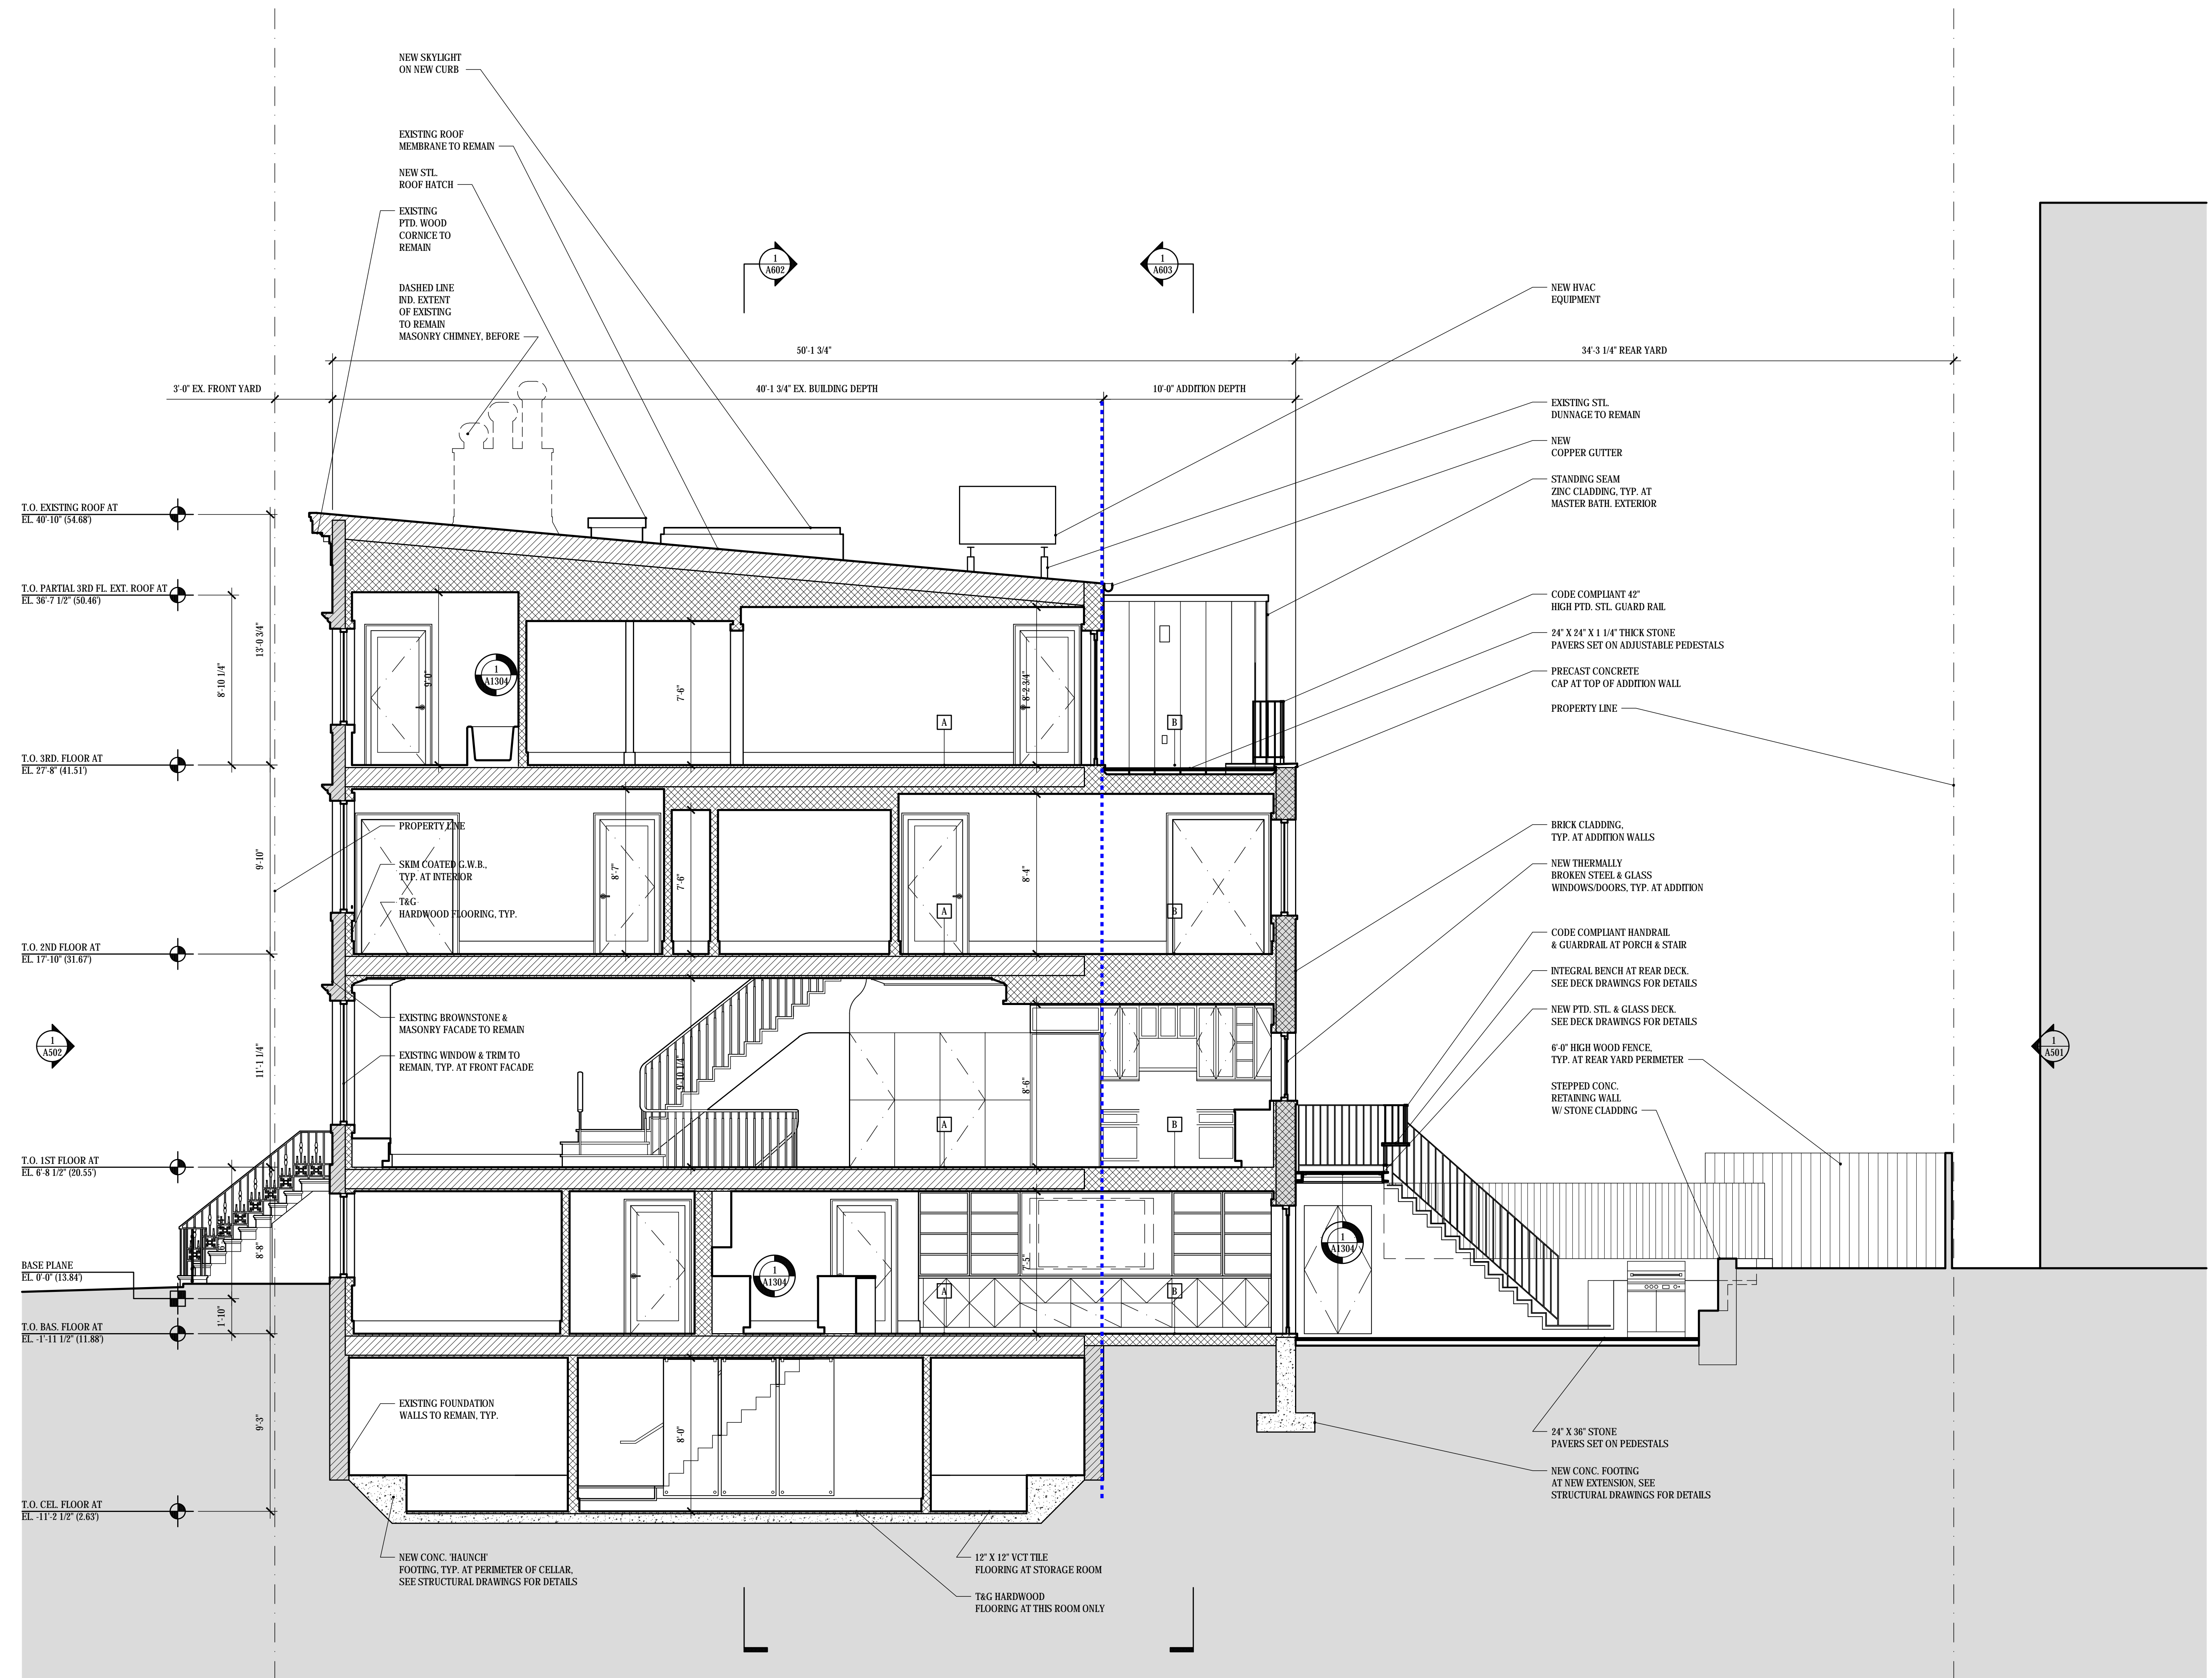 NEW SKYLIGHT
ON NEW CURB
EXISTING ROOF
MEMBRANE TO REMAIN
NEW STL.
ROOF HATCH
EXISTING
PTD. WOOD
CORNICE TO
REMAIN
DASHED LINE
IND. EXTENT
OF EXISTING
TO REMAIN
MASONRY CHIMNEY, BEFORE
1
A602
1
A603
NEW HVAC
EQUIPMENT
50'-1 3/4"
34'-3 1/4" REAR YARD
3'-0" EX. FRONT YARD
40'-1 3/4" EX. BUILDING DEPTH
10'-0" ADDITION DEPTH
EXISTING STL.
DUNNAGE TO REMAIN
NEW
COPPER GUTTER
STANDING SEAM
ZINC CLADDING, TYP. AT
MASTER BATH. EXTERIOR
CODE COMPLIANT 42"
HIGH PTD. STL. GUARD RAIL
24" X 24" X 1 1/4" THICK STONE
PAVERS SET ON ADJUSTABLE PEDESTALS
PRECAST CONCRETE
CAP AT TOP OF ADDITION WALL
PROPERTY LINE
T.O. EXISTING ROOF AT
EL. 40'-10" (54.68')
T.O. PARTIAL 3RD FL. EXT. ROOF AT
EL. 36'-7 1/2" (50.46')
8'-10 1/4"
13'-0 3/4"
9'-0"
1
A1304
7'-6"
8'-2 3/4"
A
B
T.O. 3RD. FLOOR AT
EL. 27'-8" (41.51')
PROPERTY LINE
SKIM COATED G.W.B.,
TYP. AT INTERIOR
T&G
HARDWOOD FLOORING, TYP.
9'-10"
8'-7"
7'-6"
8'-4"
A
B
BRICK CLADDING,
TYP. AT ADDITION WALLS
NEW THERMALLY
BROKEN STEEL & GLASS
WINDOWS/DOORS, TYP. AT ADDITION
CODE COMPLIANT HANDRAIL
& GUARDRAIL AT PORCH & STAIR
INTEGRAL BENCH AT REAR DECK.
SEE DECK DRAWINGS FOR DETAILS
NEW PTD. STL. & GLASS DECK.
SEE DECK DRAWINGS FOR DETAILS
6'-0" HIGH WOOD FENCE,
TYP. AT REAR YARD PERIMETER
STEPPED CONC.
RETAINING WALL
W/ STONE CLADDING
T.O. 2ND FLOOR AT
EL. 17'-10" (31.67')
EXISTING BROWNSTONE &
MASONRY FACADE TO REMAIN
EXISTING WINDOW & TRIM TO
REMAIN, TYP. AT FRONT FACADE
1
A502
1
A501
11'-1 1/4"
9'-10 1/4"
8'-6"
A
B
T.O. 1ST FLOOR AT
EL. 6'-8 1/2" (20.55')
8'-8"
7'-5"
1
A1304
1
A1304
A
B
BASE PLANE
EL. 0'-0" (13.84')
1'-10"
T.O. BAS. FLOOR AT
EL. -1'-11 1/2" (11.88')
EXISTING FOUNDATION
WALLS TO REMAIN, TYP.
9'-3"
8'-0"
24" X 36" STONE
PAVERS SET ON PEDESTALS
NEW CONC. FOOTING
AT NEW EXTENSION, SEE
STRUCTURAL DRAWINGS FOR DETAILS
T.O. CEL. FLOOR AT
EL. -11'-2 1/2" (2.63')
NEW CONC. 'HAUNCH'
FOOTING, TYP. AT PERIMETER OF CELLAR,
SEE STRUCTURAL DRAWINGS FOR DETAILS
12" X 12" VCT TILE
FLOORING AT STORAGE ROOM
T&G HARDWOOD
FLOORING AT THIS ROOM ONLY